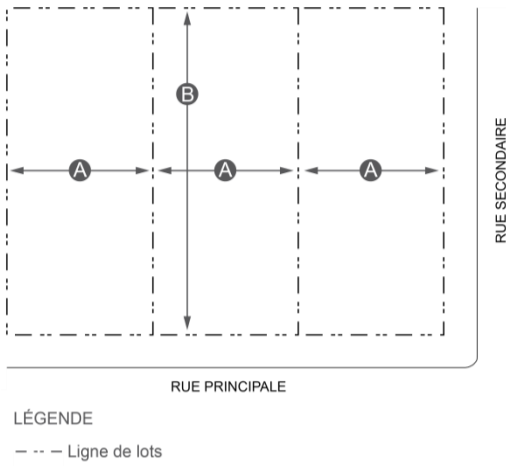 B
A A A
RUE SECONDAIRE
RUE PRINCIPALE
LÉGENDE
Ligne de lots